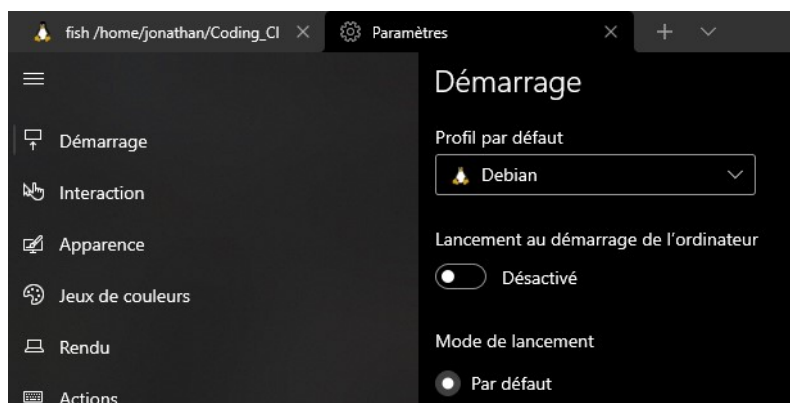 fish /home/jonathan/Coding_Cl
Paramètres
Démarrage
Interaction
Apparence
Jeux de couleurs
Rendu
Actions
Démarrage
Profil par défaut
Debian
Lancement au démarrage de l'ordinateur
Désactivé
Mode de lancement
Par défaut